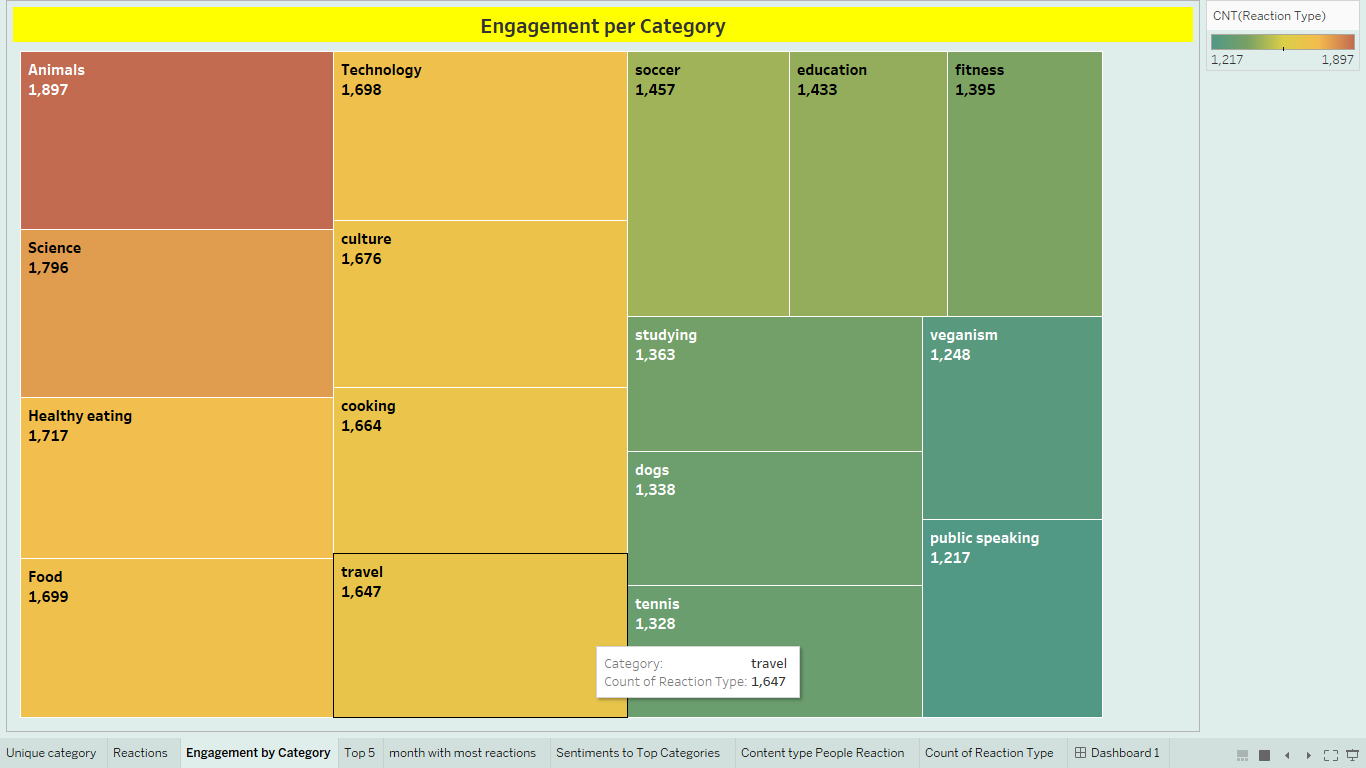 Engagement per Category
CNT(Reaction Type)
1,217 1,897
Animals
1,897
Science
1,796
Healthy eating
1,717
Food
1,699
Technology
1,698
culture
1,676
cooking
1,664
travel
1,647
soccer
1,457
education
1,433
fitness
1,395
studying
1,363
dogs
1,338
tennis
1,328
veganism
1,248
public speaking
1,217
Category: travel
Count of Reaction Type: 1,647
Unique category Reactions Engagement by Category Top 5 month with most reactions Sentiments to Top Categories Content type People Reaction Count of Reaction Type Dashboard 1